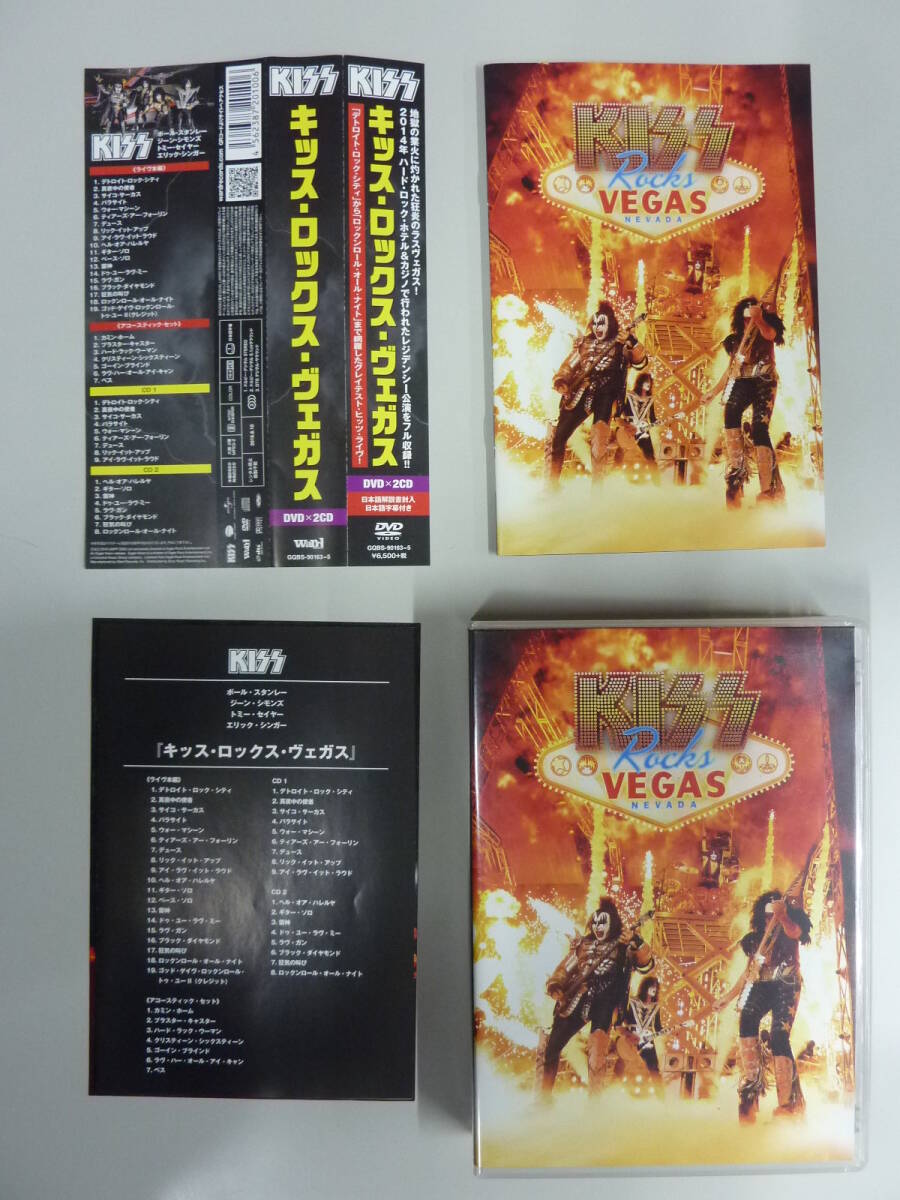 KISS
ポール・スタンレー
ジーン・シモンズ
トミー・セイヤー
エリック・シンガー
《ライヴ本編》
1. デトロイト・ロック・シティ
2. 真夜中の使者
3. サイコ・サーカス
4. パラサイト
5. ウォー・マシーン
6. ティアーズ・アー・フォーリン
7. デュース
8. リック・イット・アップ
9. アイ・ラヴ・イット・ラウド
10. ヘル・オア・ハレルヤ
11. ギター・ソロ
12. ベース・ソロ
13. 雷神
14. ドゥ・ユー・ラヴ・ミー
15. ラヴ・ガン
16. ブラック・ダイヤモンド
17. 狂気の叫び
18. ロックンロール・オール・ナイト
19. ゴッド・ゲイヴ・ロックンロール・
トゥ・ユーⅡ(クレジット)
《アコースティック・セット》
1. カミン・ホーム
2. プラスター・キャスター
3. ハード・ラック・ウーマン
4. クリスティーン・シックスティーン
5. ゴーイン・ブラインド
6. ラヴ・ハー・オール・アイ・キャン
7. ベス
CD 1
1. デトロイト・ロック・シティ
2. 真夜中の使者
3. サイコ・サーカス
4. パラサイト
5. ウォー・マシーン
6. ティアーズ・アー・フォーリン
7. デュース
8. リック・イット・アップ
9. アイ・ラヴ・イット・ラウド
CD 2
1. ヘル・オア・ハレルヤ
2. ギター・ソロ
3. 雷神
4. ドゥ・ユー・ラヴ・ミー
5. ラヴ・ガン
6. ブラック・ダイヤモンド
7. 狂気の叫び
8. ロックンロール・オール・ナイト
4 562387 201006
wardrecords.com
KISS
キッス・ロックス・ヴェガス
DVD×2CD
GQBS-90163~5
KISS
地獄の業火に灼かれた狂炎のラスヴェガス!
2014年 ハード・ロック・ホテル&カジノで行われたレジデンシー公演をフル収録!!
キッス・ロックス・ヴェガス
「デトロイト・ロック・シティ」から「ロックンロール・オール・ナイト」まで網羅したグレイテスト・ヒッツ・ライヴ!
DVD×2CD
日本語解説書封入
日本語字幕付き
DVD
VIDEO
GQBS-90163~5
¥6,500+税
KISS
Rocks
VEGAS
NEVADA
KISS
ポール・スタンレー
ジーン・シモンズ
トミー・セイヤー
エリック・シンガー
『キッス・ロックス・ヴェガス』
《ライヴ本編》
1. デトロイト・ロック・シティ
2. 真夜中の使者
3. サイコ・サーカス
4. パラサイト
5. ウォー・マシーン
6. ティアーズ・アー・フォーリン
7. デュース
8. リック・イット・アップ
9. アイ・ラヴ・イット・ラウド
10. ヘル・オア・ハレルヤ
11. ギター・ソロ
12. ベース・ソロ
13. 雷神
14. ドゥ・ユー・ラヴ・ミー
15. ラヴ・ガン
16. ブラック・ダイヤモンド
17. 狂気の叫び
18. ロックンロール・オール・ナイト
19. ゴッド・ゲイヴ・ロックンロール・
トゥ・ユーⅡ(クレジット)
《アコースティック・セット》
1. カミン・ホーム
2. プラスター・キャスター
3. ハード・ラック・ウーマン
4. クリスティーン・シックスティーン
5. ゴーイン・ブラインド
6. ラヴ・ハー・オール・アイ・キャン
7. ベス
CD 1
1. デトロイト・ロック・シティ
2. 真夜中の使者
3. サイコ・サーカス
4. パラサイト
5. ウォー・マシーン
6. ティアーズ・アー・フォーリン
7. デュース
8. リック・イット・アップ
9. アイ・ラヴ・イット・ラウド
CD 2
1. ヘル・オア・ハレルヤ
2. ギター・ソロ
3. 雷神
4. ドゥ・ユー・ラヴ・ミー
5. ラヴ・ガン
6. ブラック・ダイヤモンド
7. 狂気の叫び
8. ロックンロール・オール・ナイト
KISS
Rocks
VEGAS
NEVADA